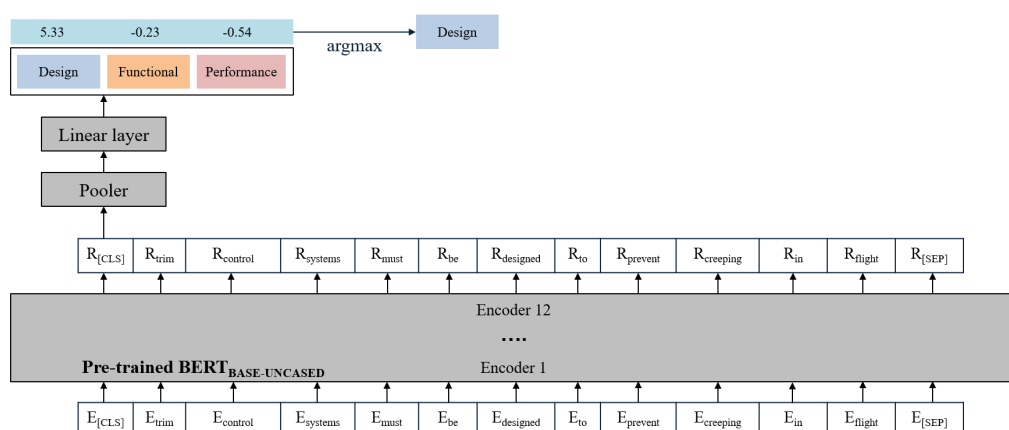 5.33 -0.23 -0.54
argmax
Design
Design Functional Performance
Linear layer
Pooler
R[CLS] Rtrim Rcontrol Rsystems Rmust Rbe Rdesigned Rto Rprevent Rcreeping Rin Rflight R[SEP]
Encoder 12
....
Pre-trained BERTBASE-UNCASED Encoder 1
E[CLS] Etrim Econtrol Esystems Emust Ebe Edesigned Eto Eprevent Ecreeping Ein Eflight E[SEP]